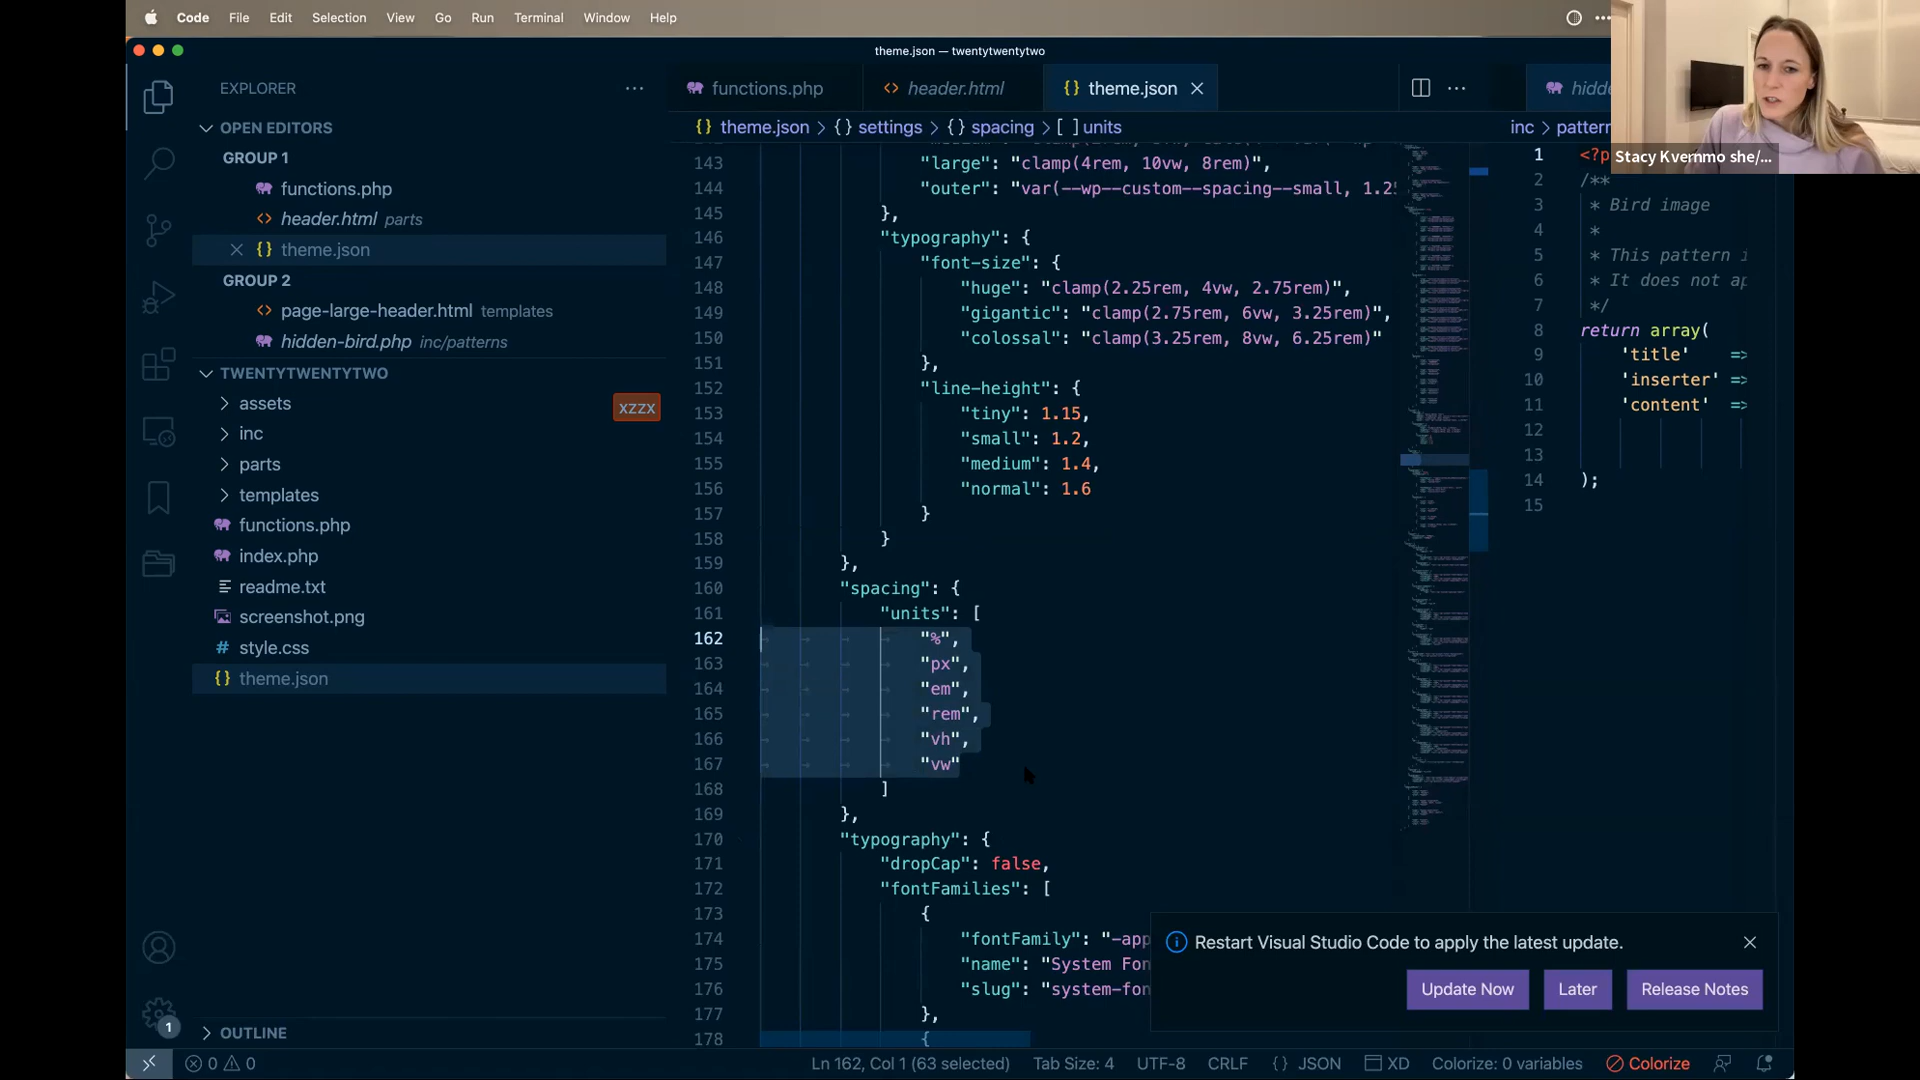 Code File Edit Selection View Go Run Terminal Window Help
theme.json — twentytwentytwo
EXPLORER
OPEN EDITORS
GROUP 1
functions.php
header.html parts
theme.json
GROUP 2
page-large-header.html templates
hidden-bird.php inc/patterns
TWENTYTWENTYTWO
assets
XZZX
inc
parts
templates
functions.php
index.php
readme.txt
screenshot.png
style.css
theme.json
OUTLINE
functions.php header.html theme.json
theme.json > {} settings > {} spacing > [ ] units
143 "large": "clamp(4rem, 10vw, 8rem)",
144 "outer": "var(--wp--custom--spacing--small, 1.25
145 },
146 "typography": {
147 "font-size": {
148 "huge": "clamp(2.25rem, 4vw, 2.75rem)",
149 "gigantic": "clamp(2.75rem, 6vw, 3.25rem)",
150 "colossal": "clamp(3.25rem, 8vw, 6.25rem)"
151 },
152 "line-height": {
153 "tiny": 1.15,
154 "small": 1.2,
155 "medium": 1.4,
156 "normal": 1.6
157 }
158 }
159 },
160 "spacing": {
161 "units": [
162 "%",
163 "px",
164 "em",
165 "rem",
166 "vh",
167 "vw"
168 ]
169 },
170 "typography": {
171 "dropCap": false,
172 "fontFamilies": [
173 {
174 "fontFamily": "-app
175 "name": "System Fon
176 "slug": "system-fon
177 },
178 {
hidde
inc > pattern
1 <?p
2 /**
3 * Bird image
4 *
5 * This pattern i
6 * It does not ap
7 */
8 return array(
9 'title' =>
10 'inserter' =>
11 'content' =>
12
13
14 );
15
Stacy Kvernmo she/...
Restart Visual Studio Code to apply the latest update.
Update Now Later Release Notes
1
0 0 Ln 162, Col 1 (63 selected) Tab Size: 4 UTF-8 CRLF {} JSON XD Colorize: 0 variables Colorize